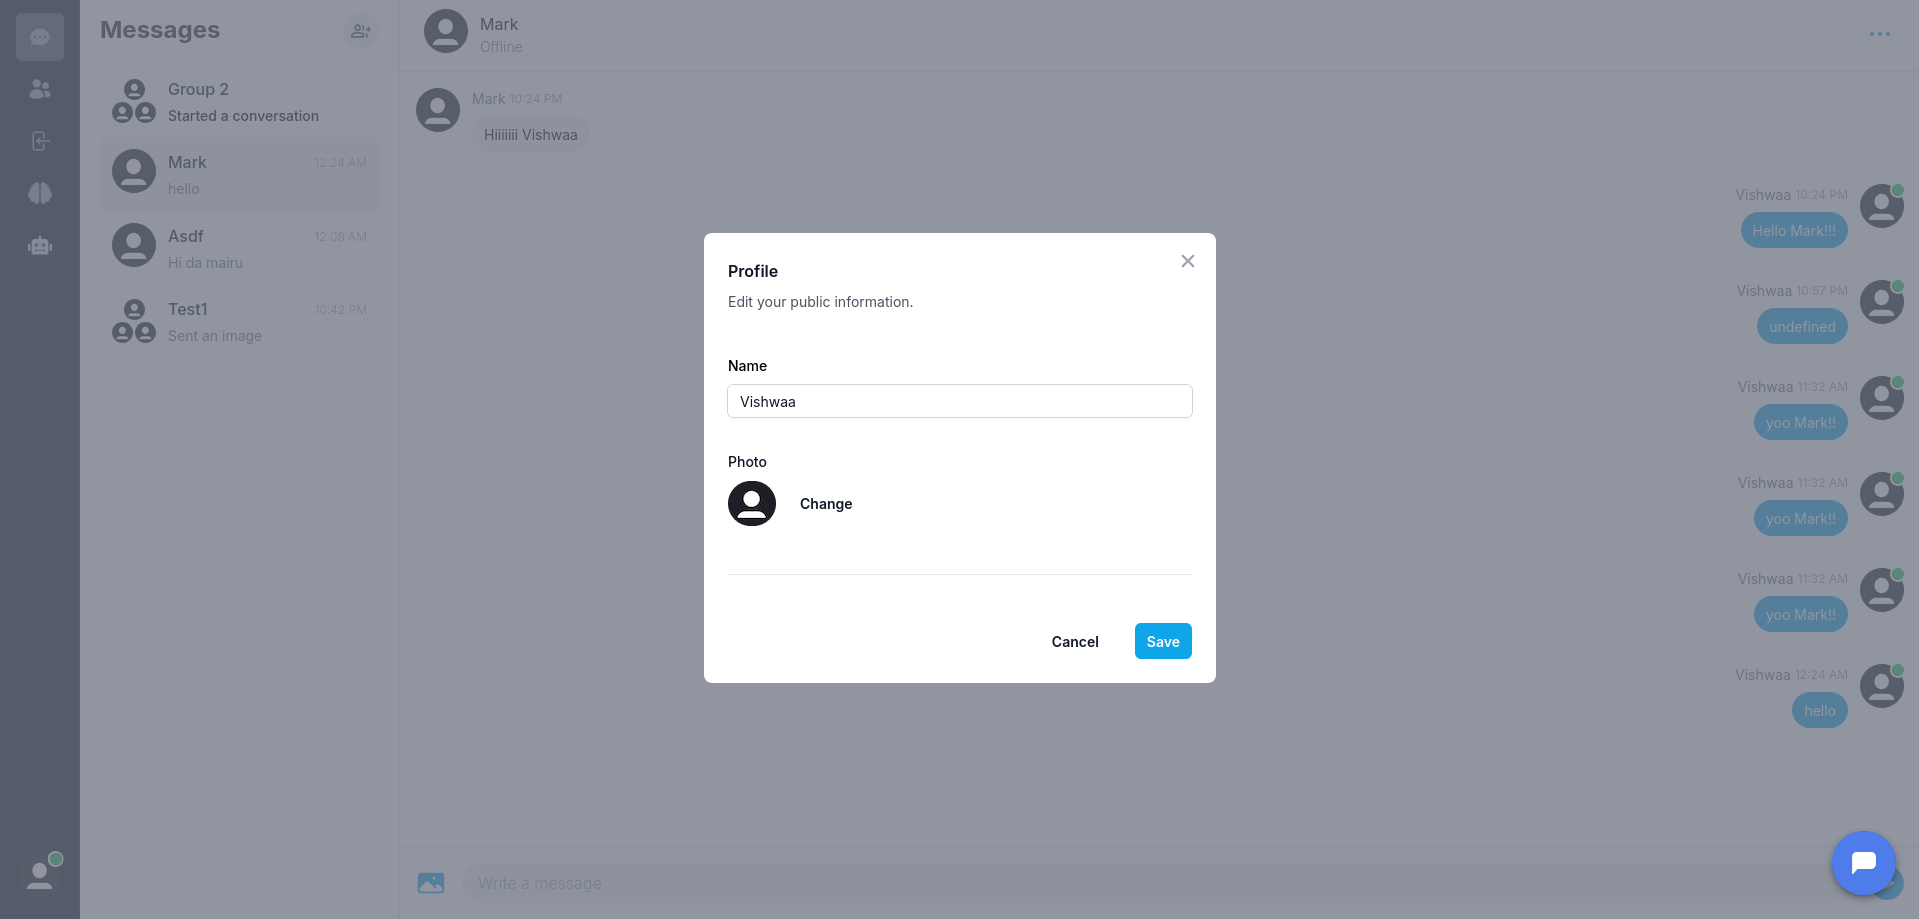 Messages
Group 2
Started a conversation
Mark 12:24 AM
hello
Asdf 12:08 AM
Hi da mairu
Test1 10:42 PM
Sent an image
Mark
Offline
Mark 10:24 PM
Hiiiiiii Vishwaa
Vishwaa 10:24 PM
Hello Mark!!!
Vishwaa 10:57 PM
undefined
Vishwaa 11:32 AM
yoo Mark!!
Vishwaa 11:32 AM
yoo Mark!!
Vishwaa 11:32 AM
yoo Mark!!
Vishwaa 12:24 AM
hello
Write a message
Profile
Edit your public information.
Name
Vishwaa
Photo
Change
Cancel
Save